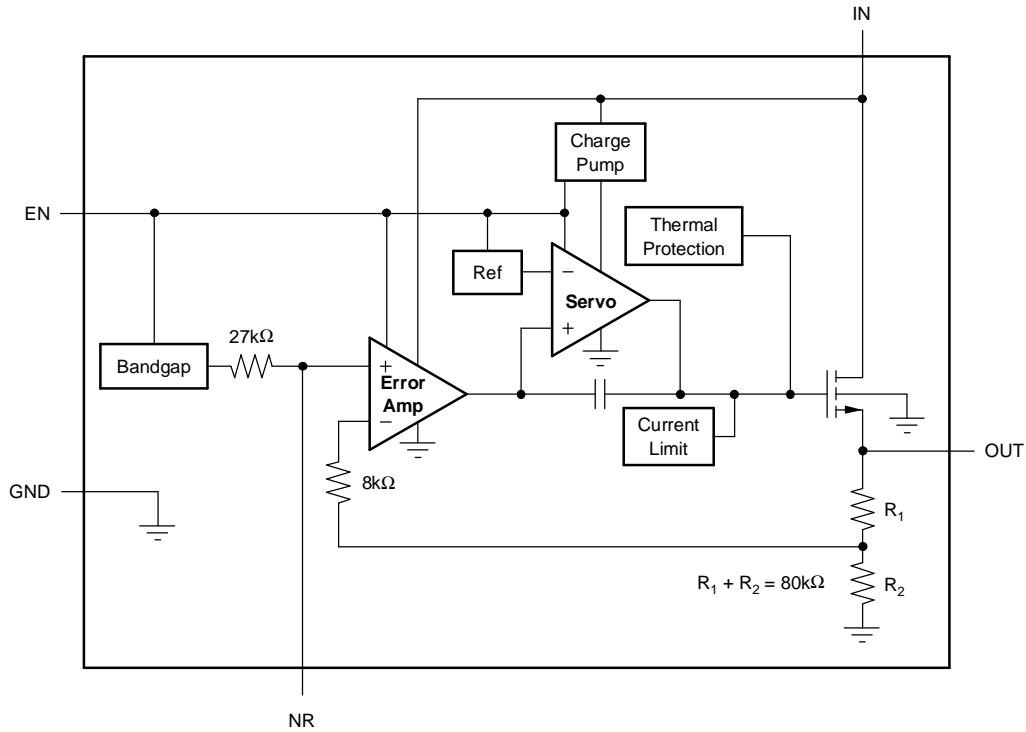 IN
Charge
Pump
EN
Thermal
Protection
Ref
−
Servo
+
27kΩ
Bandgap
+
Error
Amp
−
Current
Limit
OUT
8kΩ
GND
R1
R1 + R2 = 80kΩ
R2
NR